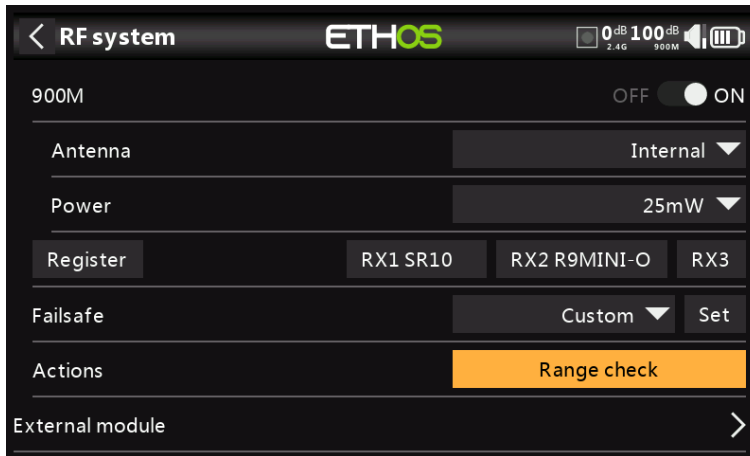 RF system ETHOS 0dB 2.4G 100dB 900M
900M OFF ON
Antenna Internal
Power 25mW
Register RX1 SR10 RX2 R9MINI-O RX3
Failsafe Custom Set
Actions Range check
External module